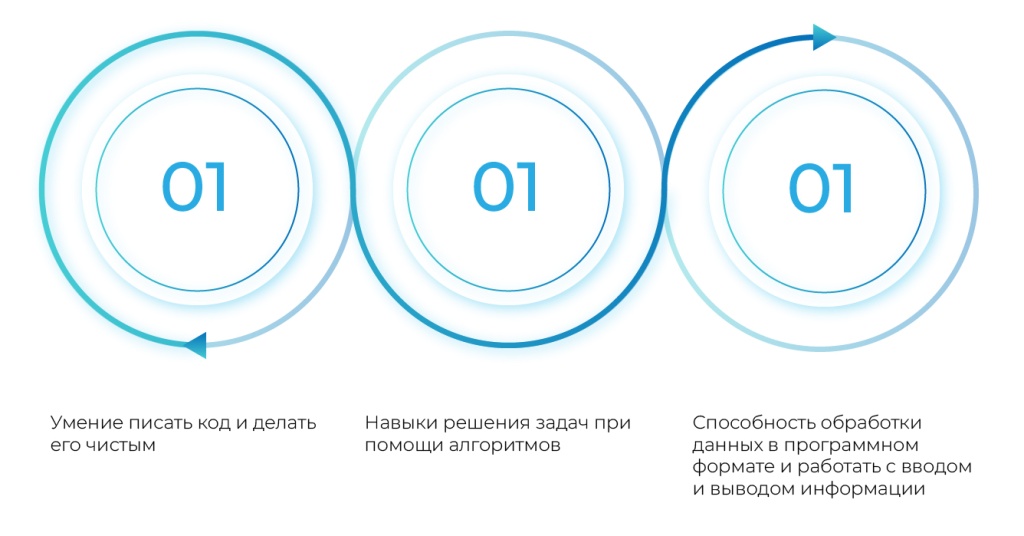 01
01
01
Умение писать код и делать
его чистым
Навыки решения задач при
помощи алгоритмов
Способность обработки
данных в программном
формате и работать с вводом
и выводом информации